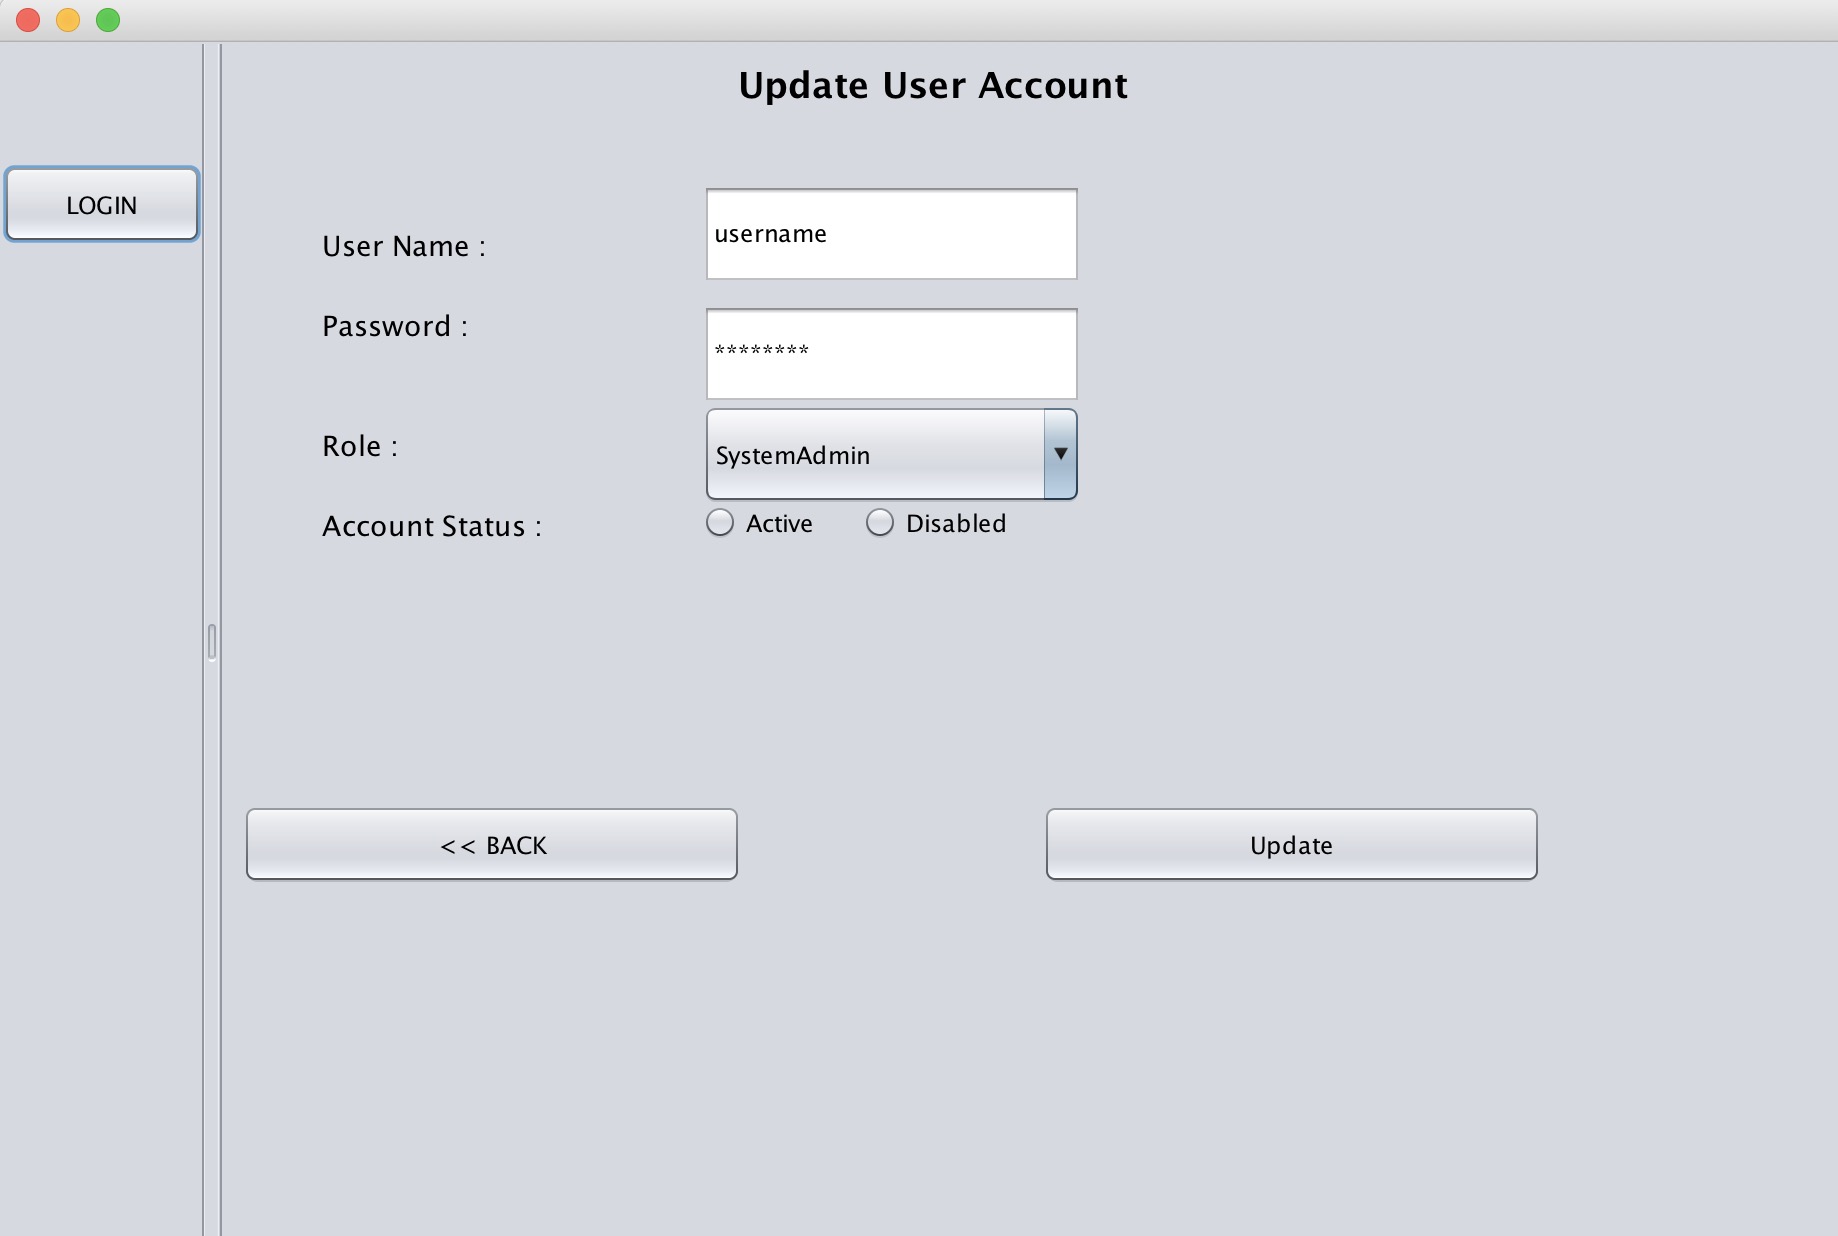 Update User Account
LOGIN
User Name :
username
Password :
********
Role :
SystemAdmin
Account Status :
Active
Disabled
<< BACK
Update